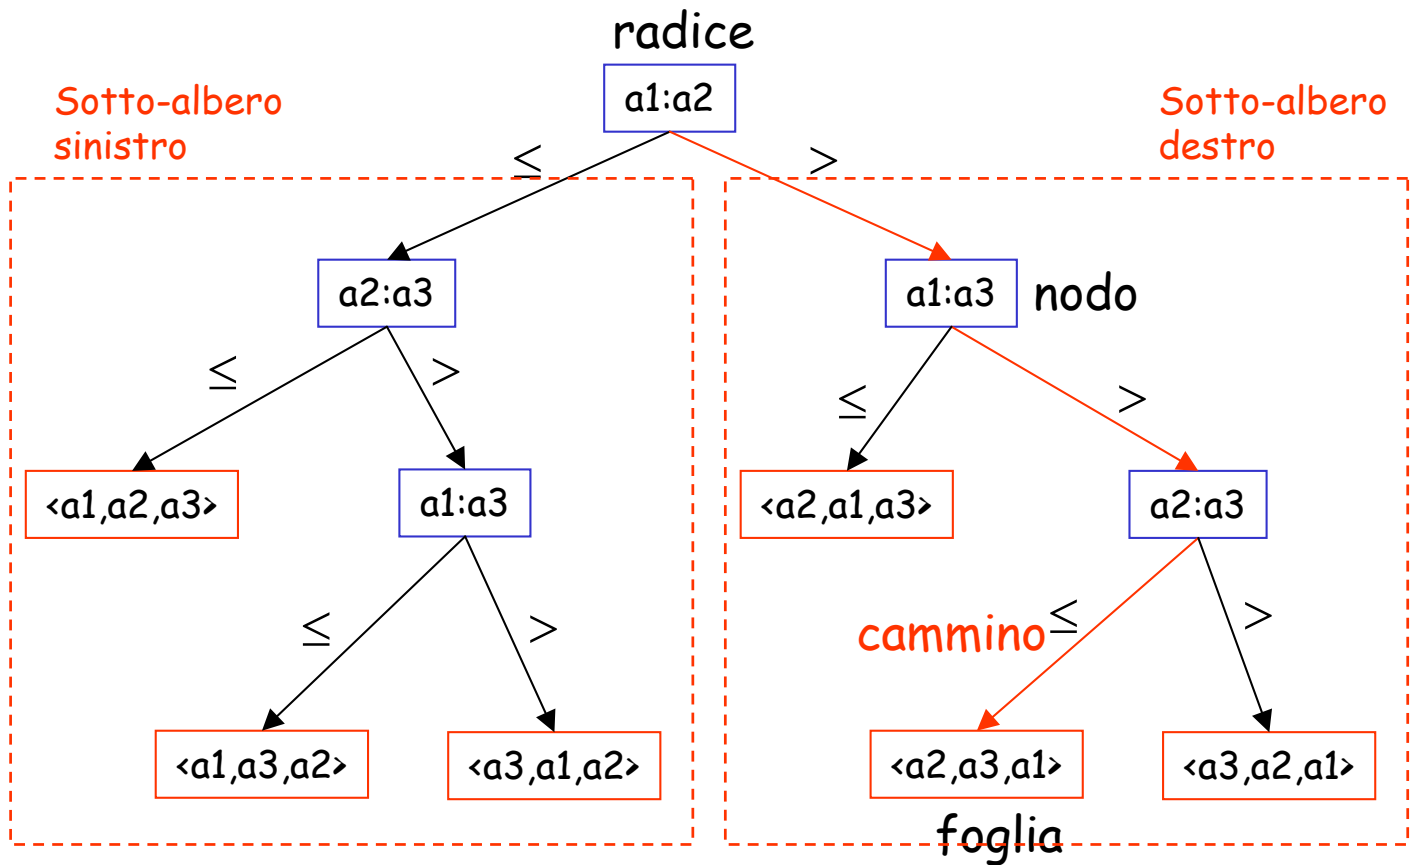 radice
a1:a2
Sotto-albero
sinistro
Sotto-albero
destro
≤
>
a2:a3
a1:a3
nodo
≤
>
≤
>
<a1,a2,a3>
a1:a3
<a2,a1,a3>
a2:a3
≤
>
cammino
≤
>
<a1,a3,a2>
<a3,a1,a2>
<a2,a3,a1>
<a3,a2,a1>
foglia